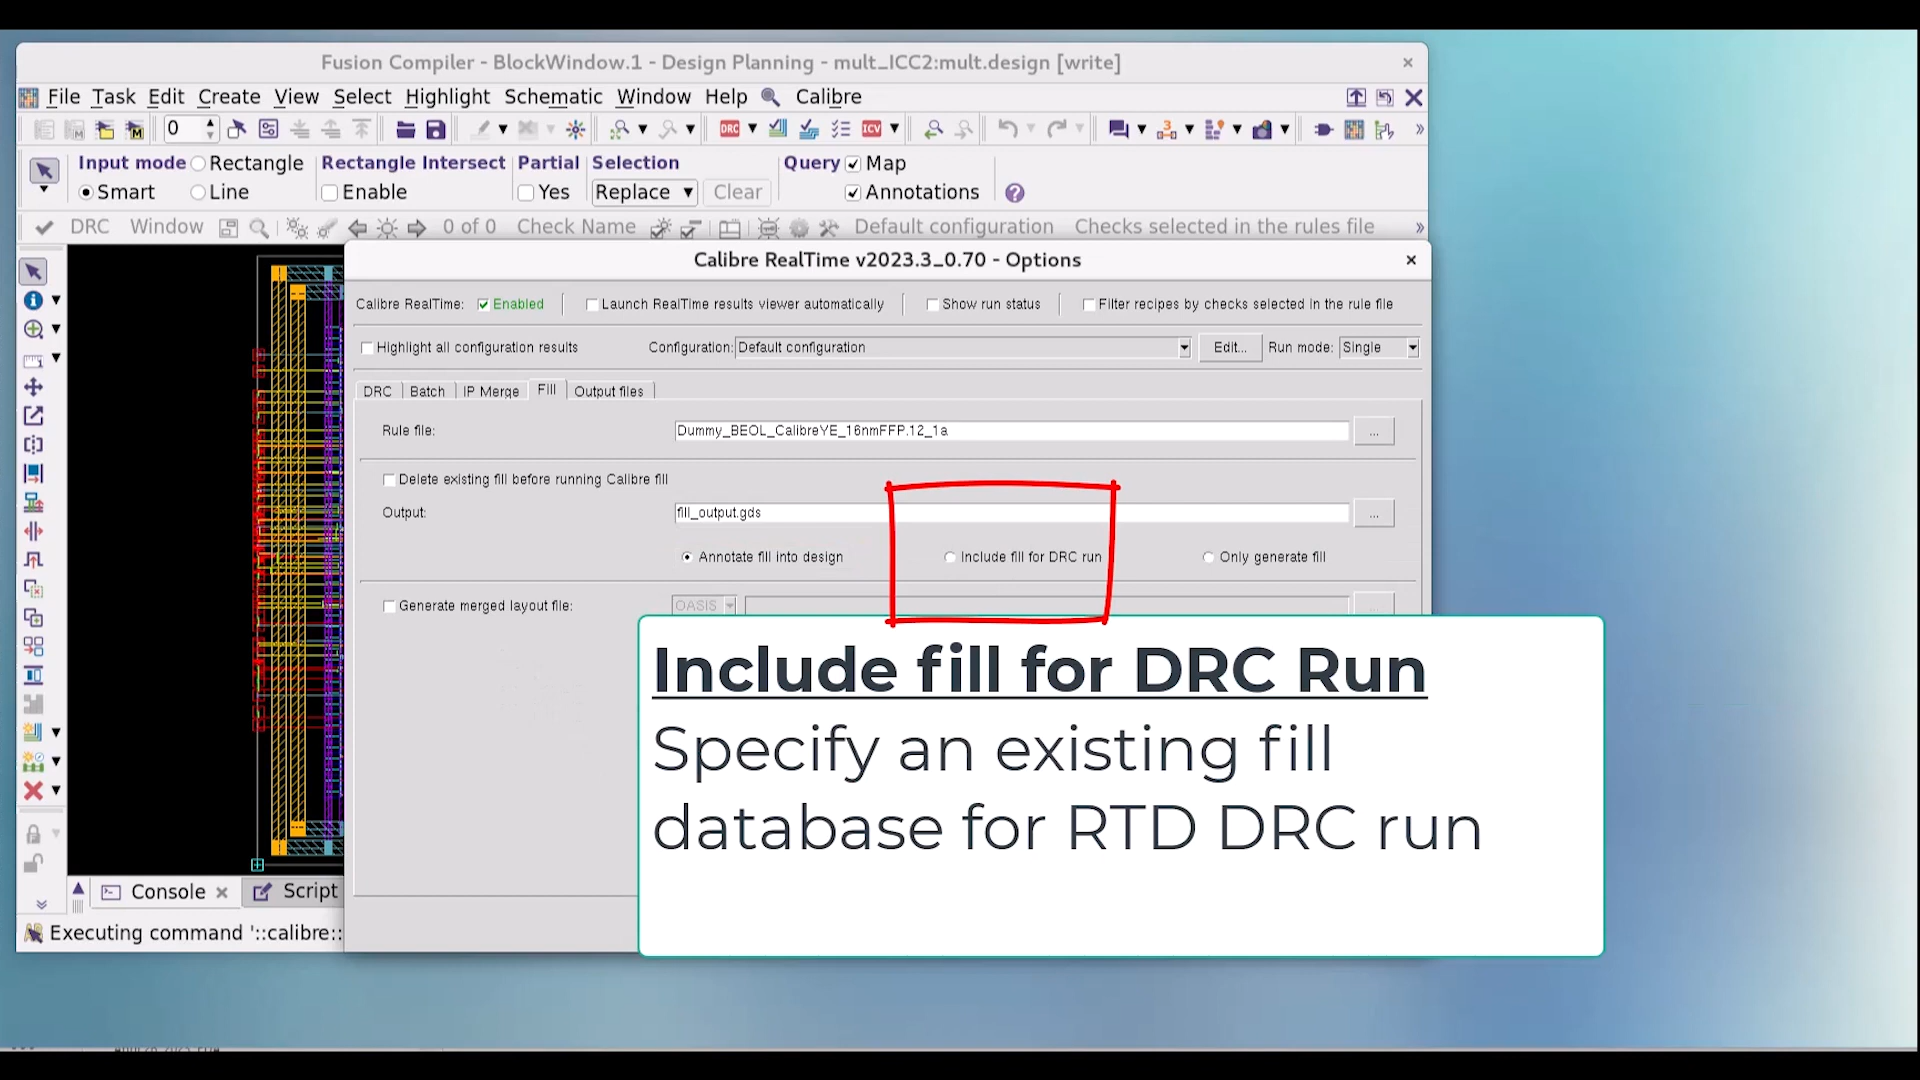 Fusion Compiler - BlockWindow.1 - Design Planning - mult_ICC2:mult.design [write]
File Task Edit Create View Select Highlight Schematic Window Help Calibre
0 DRC ICV
Input mode Rectangle Rectangle Intersect Partial Selection Query Map
Smart Line Enable Yes Replace Clear Annotations
DRC Window 0 of 0 Check Name Default configuration Checks selected in the rules file
Calibre RealTime v2023.3_0.70 - Options
Calibre RealTime: Enabled Launch RealTime results viewer automatically Show run status Filter recipes by checks selected in the rule file
Highlight all configuration results Configuration: Default configuration Edit... Run mode: Single
DRC Batch IP Merge Fill Output files
Rule file: Dummy_BEOL_CalibreYE_16nmFFP.12_1a ...
Delete existing fill before running Calibre fill
Output: fill_output.gds ...
Annotate fill into design Include fill for DRC run Only generate fill
Generate merged layout file: OASIS ...
Include fill for DRC Run
Specify an existing fill
database for RTD DRC run
Console Script
Executing command '::calibre::